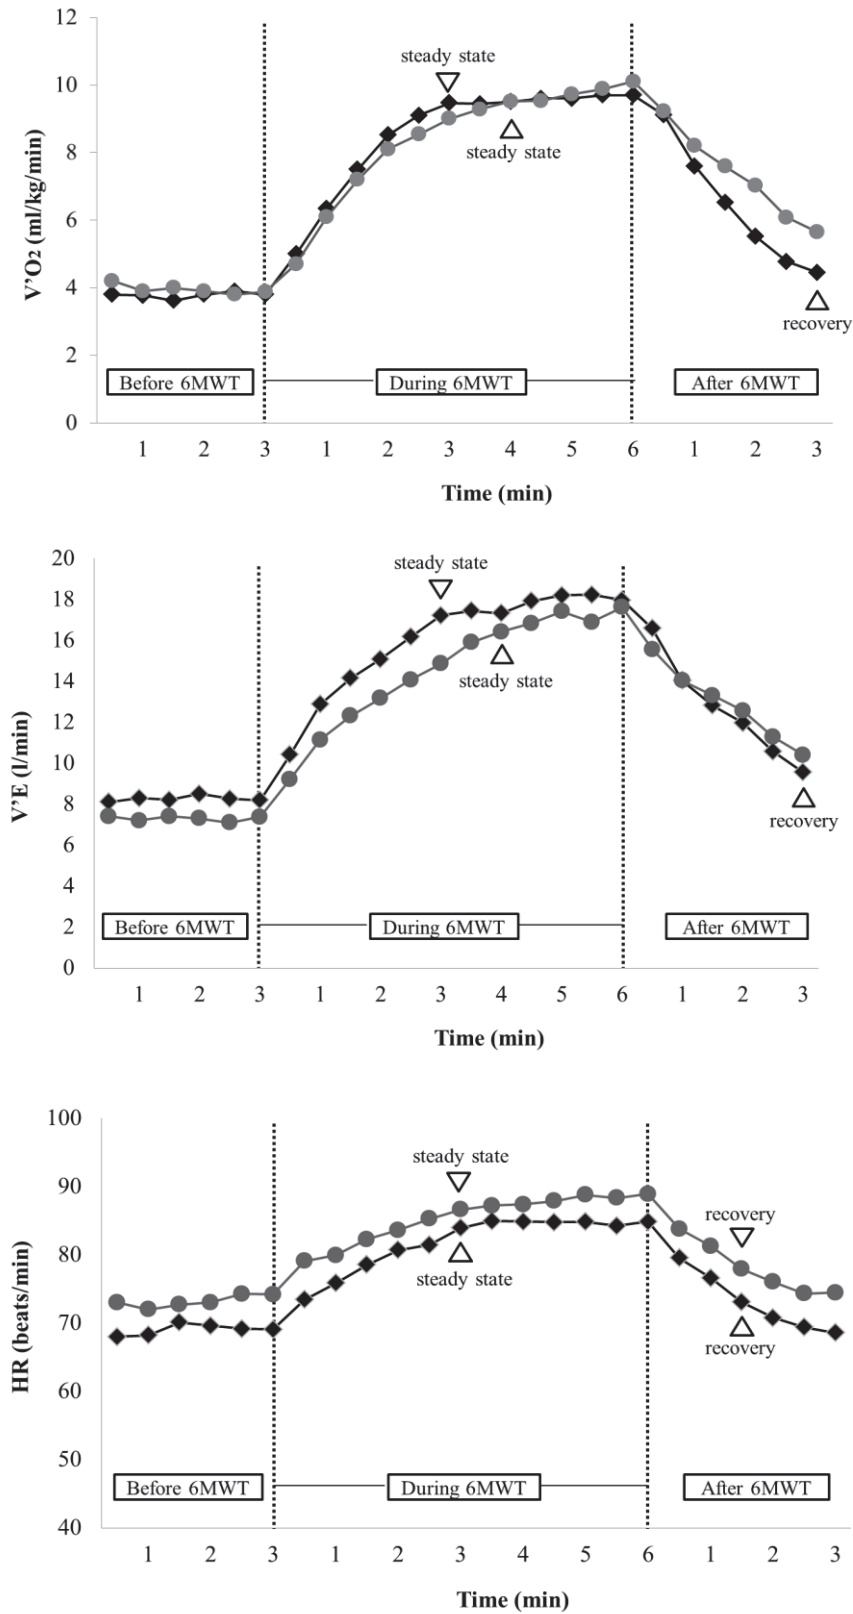 12
steady state
10
8
steady state
6
V’O2 (ml/kg/min)
4
recovery
2
Before 6MWT During 6MWT After 6MWT
0
1 2 3 1 2 3 4 5 6 1 2 3
Time (min)
20
steady state
18
16
steady state
14
12
10
V’E (l/min)
8
recovery
6
4
2
Before 6MWT During 6MWT After 6MWT
0
1 2 3 1 2 3 4 5 6 1 2 3
Time (min)
100
steady state
90
recovery
80
steady state
70
recovery
HR (beats/min)
60
50
Before 6MWT During 6MWT After 6MWT
40
1 2 3 1 2 3 4 5 6 1 2 3
Time (min)